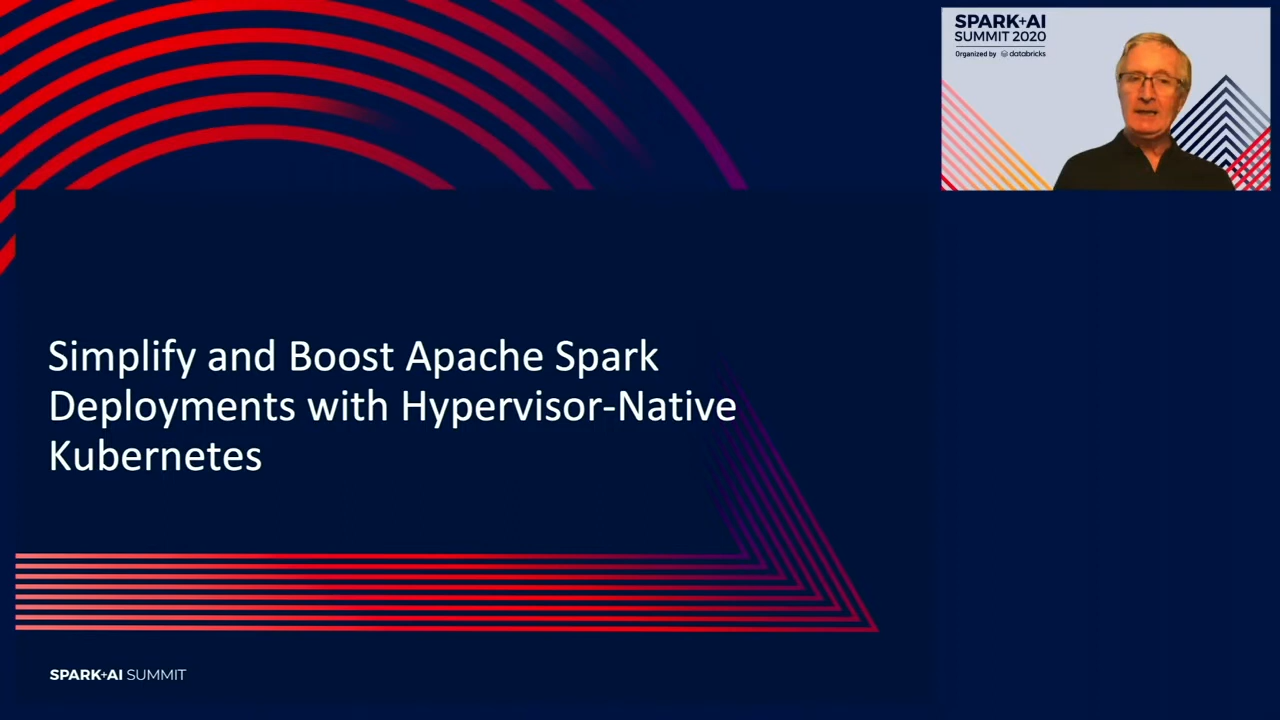 SPARK+AI
SUMMIT 2020
Organized by databricks
Simplify and Boost Apache Spark
Deployments with Hypervisor-Native
Kubernetes
SPARK+AI SUMMIT